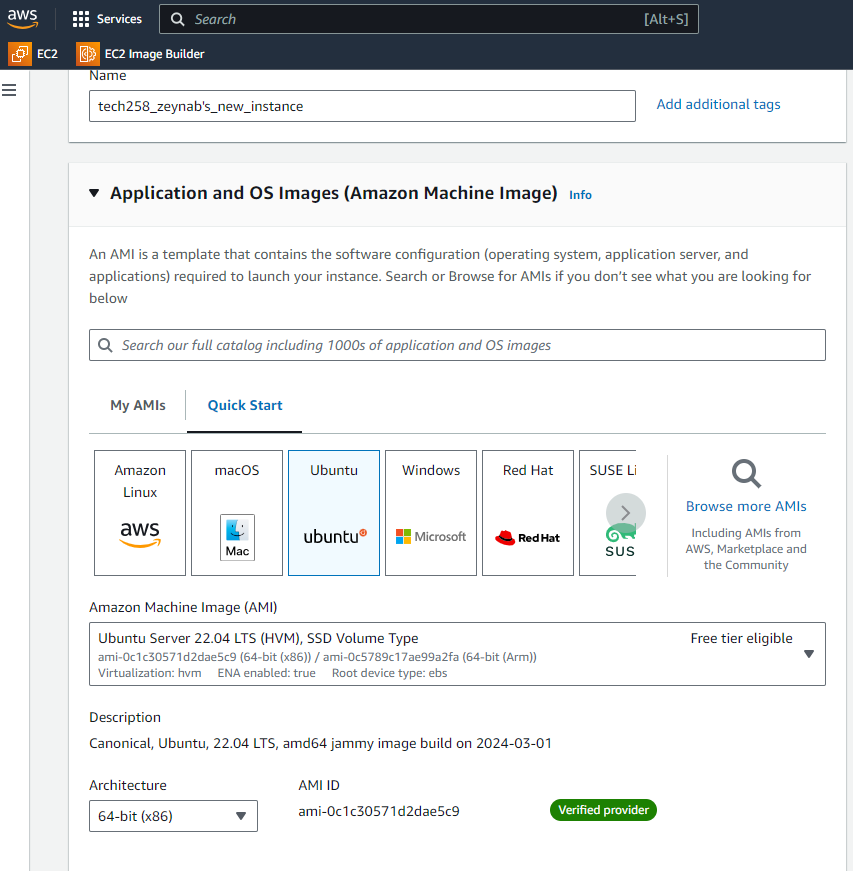 aws
Services
Search
[Alt+S]
EC2
EC2 Image Builder
Name
tech258_zeynab's_new_instance
Add additional tags
Application and OS Images (Amazon Machine Image)
Info
An AMI is a template that contains the software configuration (operating system, application server, and
applications) required to launch your instance. Search or Browse for AMIs if you don’t see what you are looking for
below
Search our full catalog including 1000s of application and OS images
My AMIs
Quick Start
Amazon
Linux
aws
macOS
Mac
Ubuntu
ubuntu
Windows
Microsoft
Red Hat
Red Hat
SUSE Li
SUS
Browse more AMIs
Including AMIs from
AWS, Marketplace and
the Community
Amazon Machine Image (AMI)
Ubuntu Server 22.04 LTS (HVM), SSD Volume Type
Free tier eligible
ami-0c1c30571d2dae5c9 (64-bit (x86)) / ami-0c5789c17ae99a2fa (64-bit (Arm))
Virtualization: hvm ENA enabled: true Root device type: ebs
Description
Canonical, Ubuntu, 22.04 LTS, amd64 jammy image build on 2024-03-01
Architecture
64-bit (x86)
AMI ID
ami-0c1c30571d2dae5c9
Verified provider